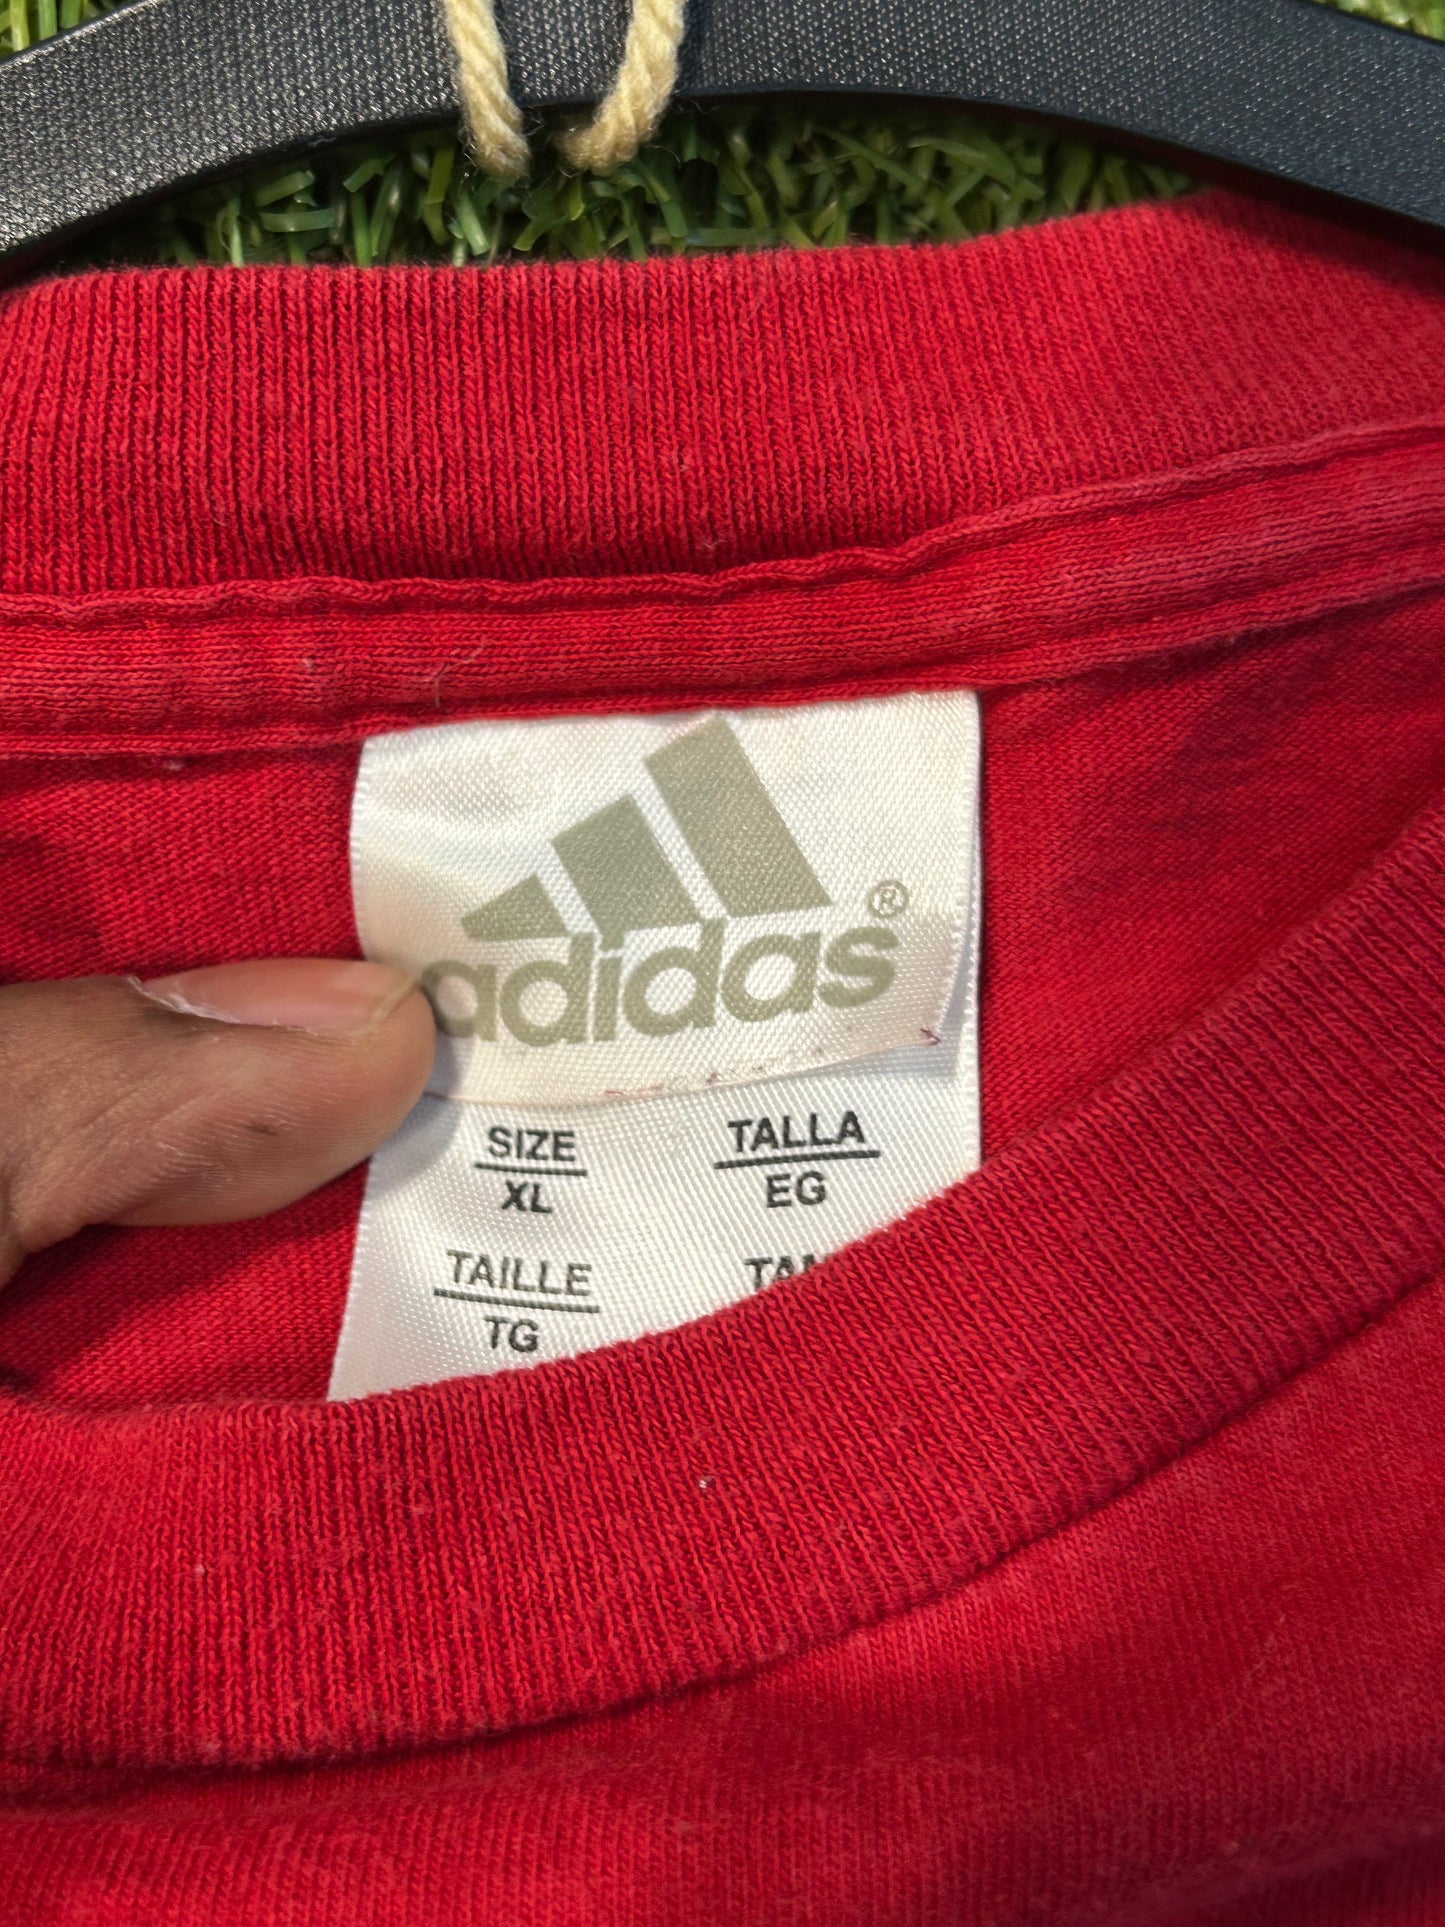 adidas®
SIZE TALLA
XL EG
TAILLE
TG